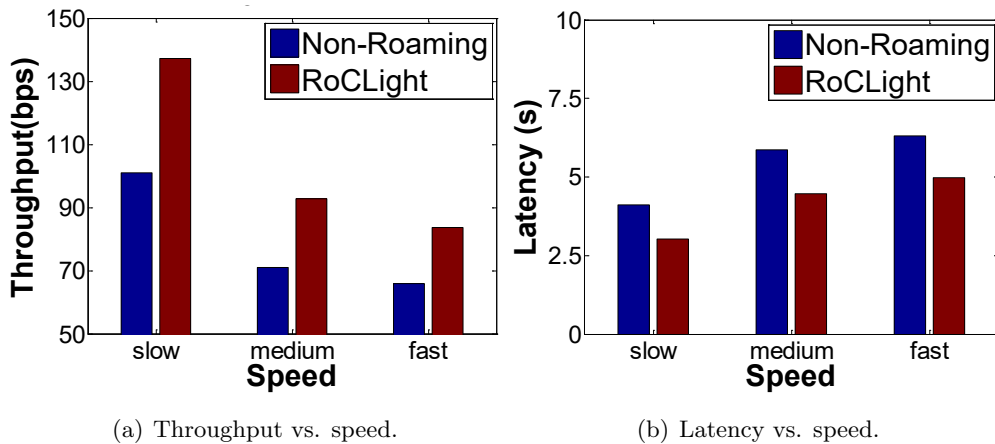 150
130
110
90
70
50
Throughput(bps)
Non-Roaming
RoCLight
slow
medium
fast
Speed
(a) Throughput vs. speed.
10
7.5
5
2.5
0
Latency (s)
Non-Roaming
RoCLight
slow
medium
fast
Speed
(b) Latency vs. speed.